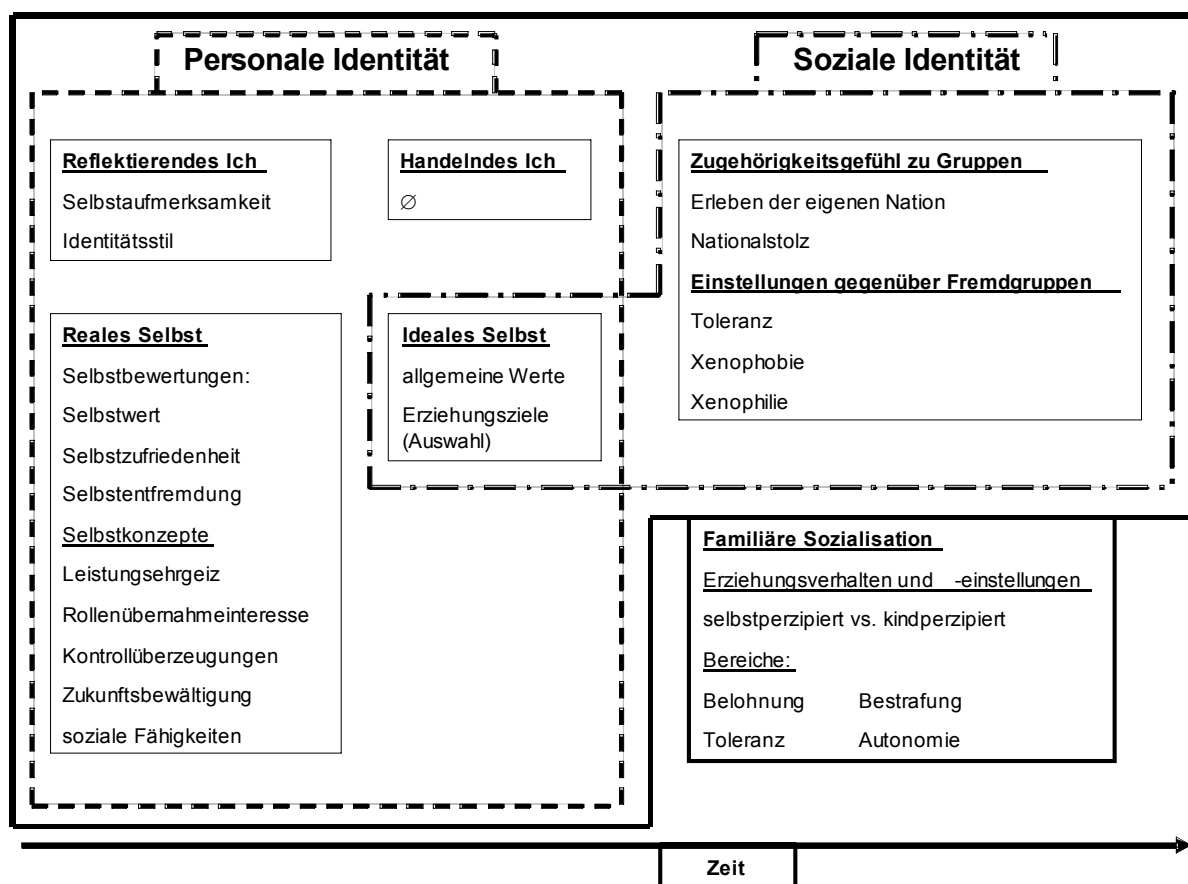 Personale Identität
Soziale Identität
Reflektierendes Ich
Selbstaufmerksamkeit
Identitätsstil
Handelndes Ich
∅
Zugehörigkeitsgefühl zu Gruppen
Erleben der eigenen Nation
Nationalstolz
Einstellungen gegenüber Fremdgruppen
Toleranz
Xenophobie
Xenophilie
Reales Selbst
Selbstbewertungen:
Selbstwert
Selbstzufriedenheit
Selbstentfremdung
Selbstkonzepte
Leistungsehrgeiz
Rollenübernahmeinteresse
Kontrollüberzeugungen
Zukunftsbewältigung
soziale Fähigkeiten
Ideales Selbst
allgemeine Werte
Erziehungsziele
(Auswahl)
Familiäre Sozialisation
Erziehungsverhalten und -einstellungen
selbstperzipiert vs. kindperzipiert
Bereiche:
Belohnung Bestrafung
Toleranz Autonomie
Zeit